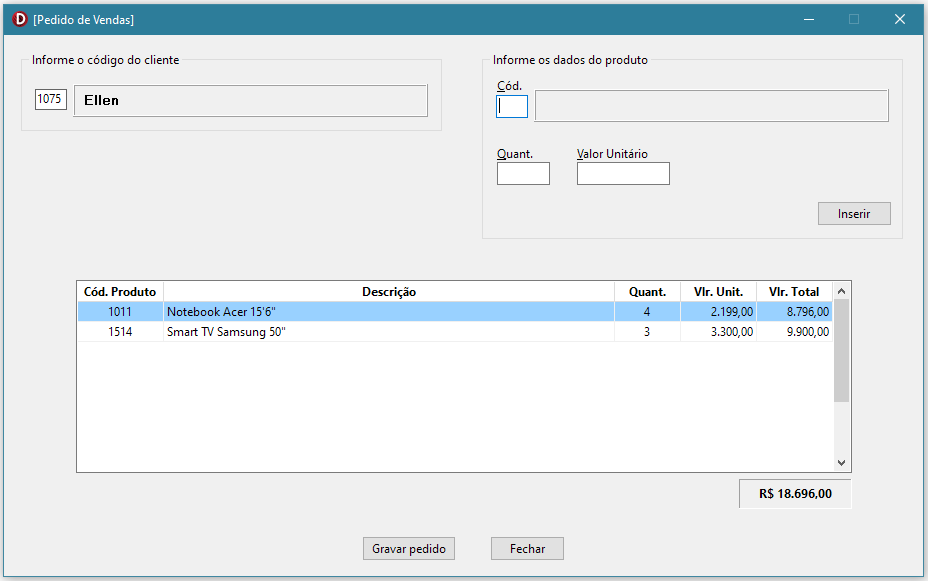 D [Pedido de Vendas]
Informe o código do cliente
1075 Ellen
Informe os dados do produto
Cód.
Quant. Valor Unitário
Inserir
Cód. Produto Descrição Quant. Vlr. Unit. Vlr. Total
1011 Notebook Acer 15'6" 4 2.199,00 8.796,00
1514 Smart TV Samsung 50" 3 3.300,00 9.900,00
R$ 18.696,00
Gravar pedido Fechar